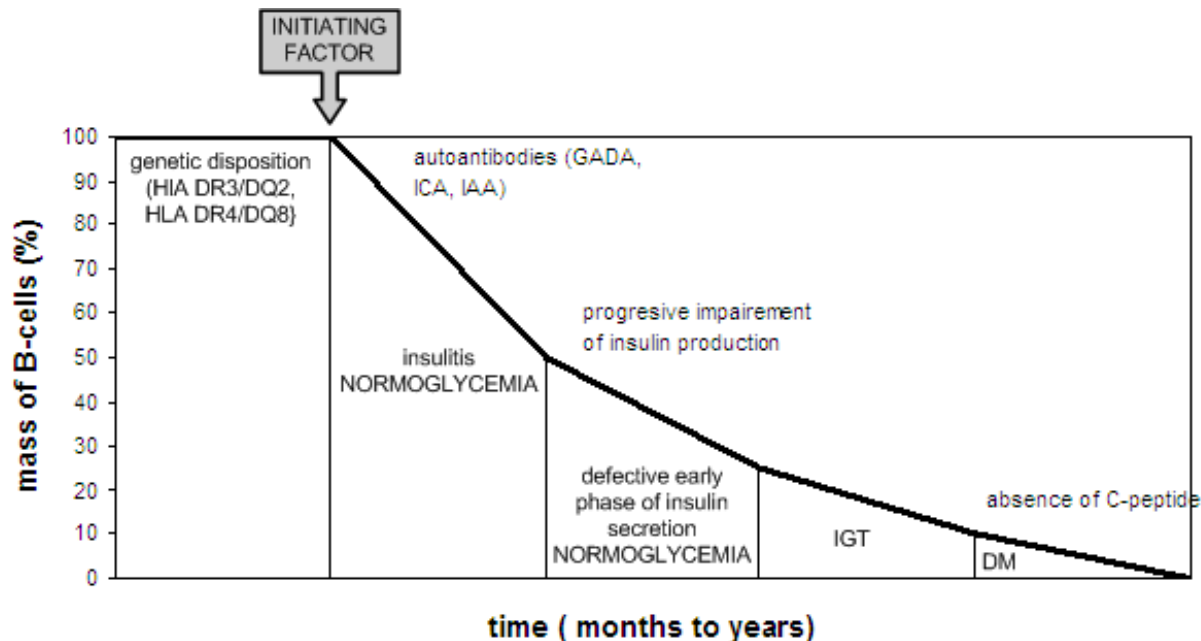 INITIATING
FACTOR
mass of B-cells (%)
100
90
80
70
60
50
40
30
20
10
0
genetic disposition
(HIA DR3/DQ2,
HLA DR4/DQ8}
autoantibodies (GADA,
ICA, IAA)
insulitis
NORMOGLYCEMIA
progresive impairement
of insulin production
defective early
phase of insulin
secretion
NORMOGLYCEMIA
IGT
absence of C-peptide
DM
time ( months to years)